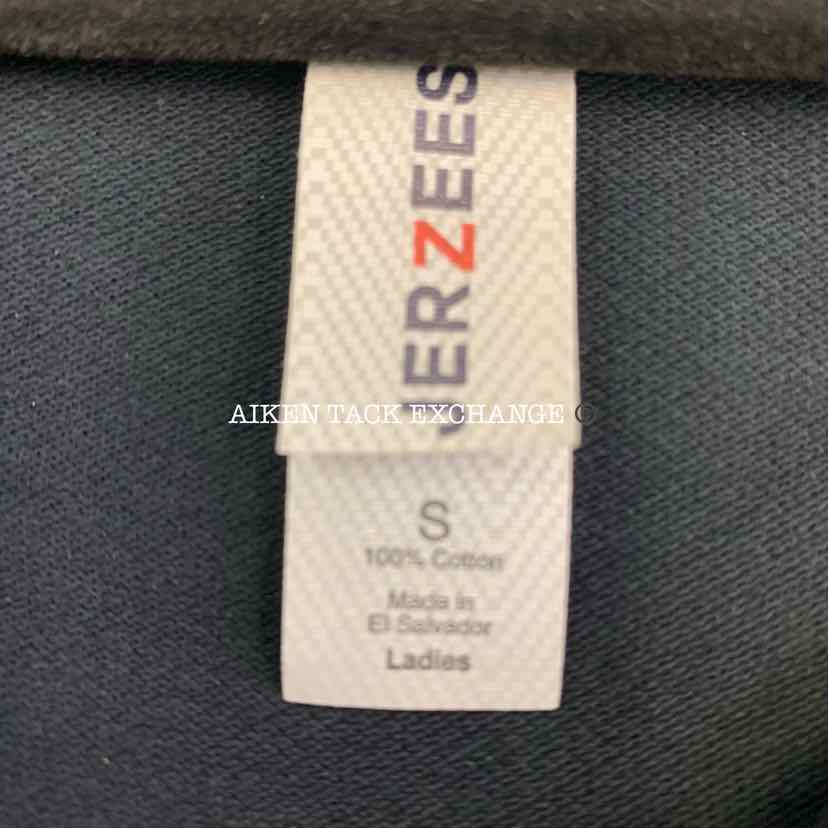 JERZEES
AIKEN TACK EXCHANGE ©
S
100% Cotton
Made in
El Salvador
Ladies